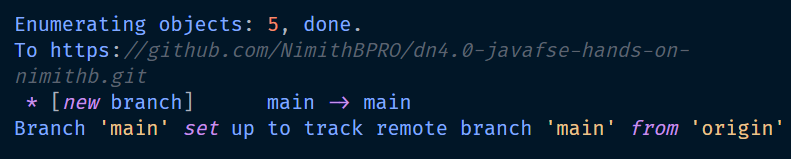 Enumerating objects: 5, done.
To https://github.com/NimithBPRO/dn4.0-javafse-hands-on-
nimithb.git
 * [new branch]      main -> main
Branch 'main' set up to track remote branch 'main' from 'origin'